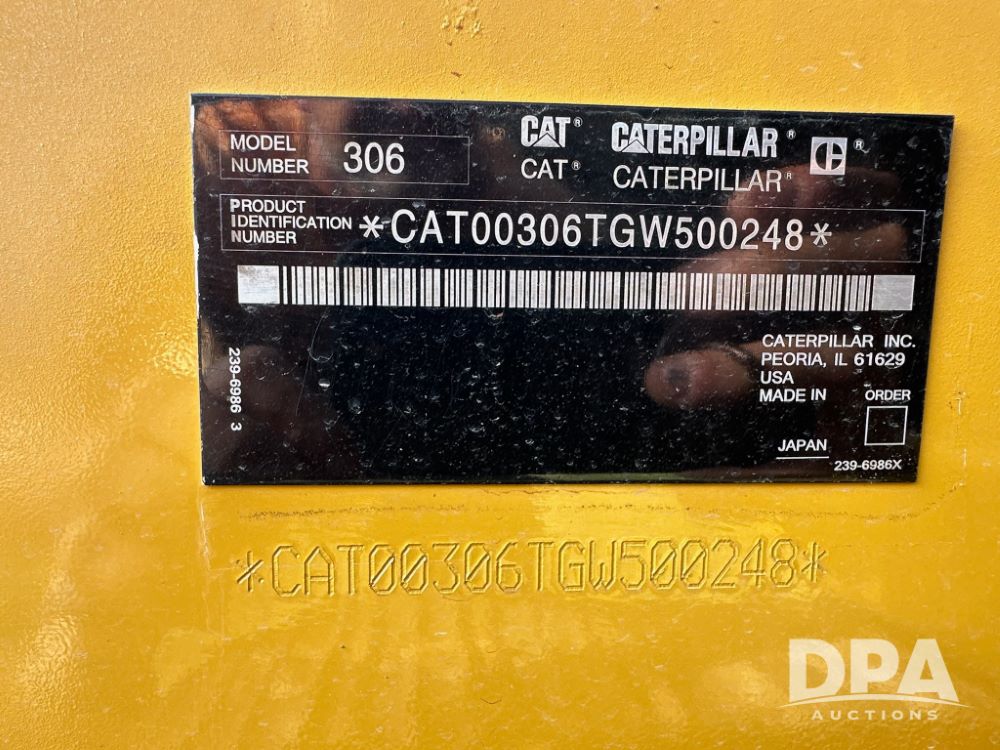 MODEL NUMBER 306
CAT® CATERPILLAR® ®
CAT® CATERPILLAR®
PRODUCT IDENTIFICATION NUMBER *CAT00306TGW500248*
239-6986 3
CATERPILLAR INC.
PEORIA, IL 61629
USA
MADE IN
JAPAN
ORDER
239-6986X
*CAT00306TGW500248*
DPA
AUCTIONS